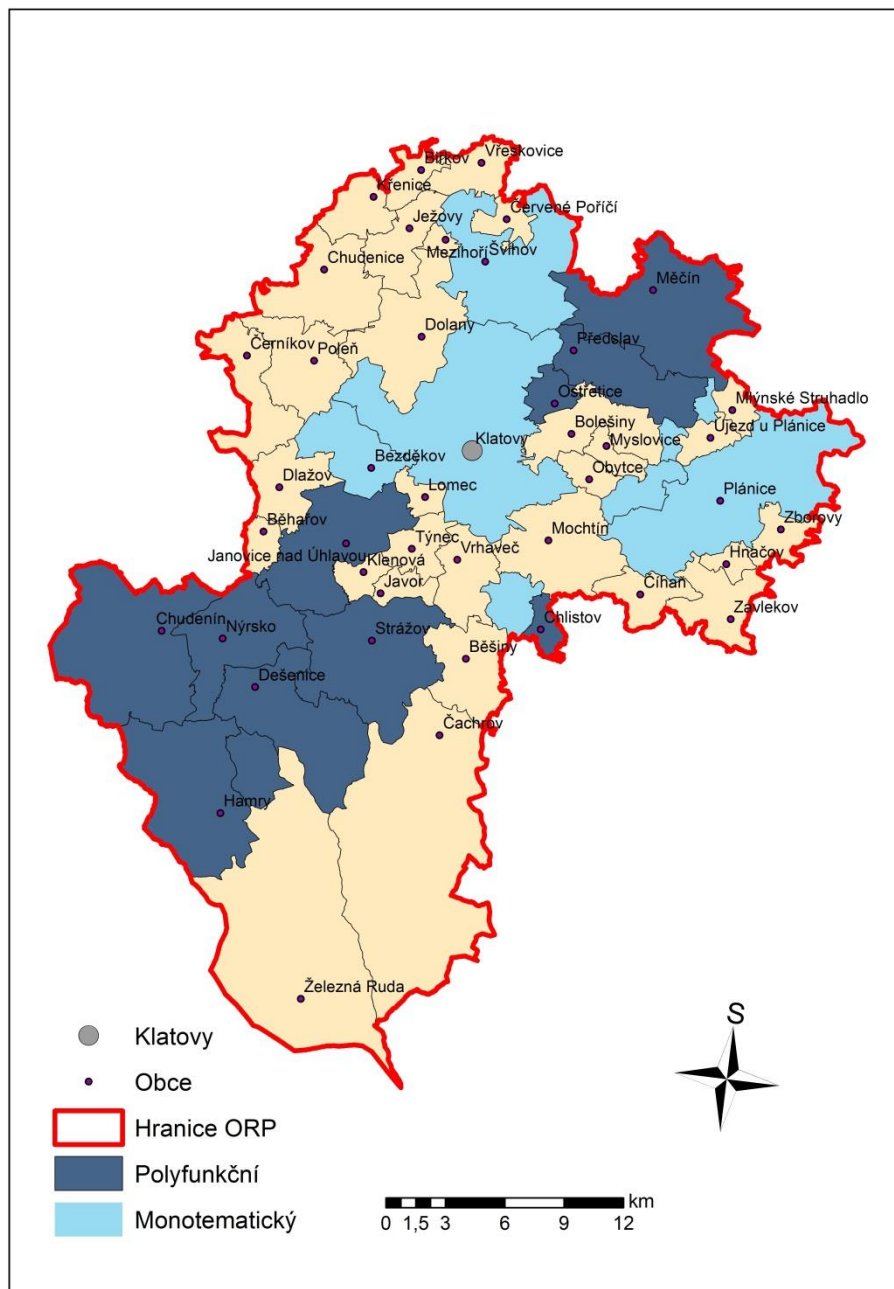 Vřeskovice
Bírkov
Křenice
Červené Poříčí
Ježovy
Mezihoří
Švihov
Chudenice
Měčín
Dolany
Předslav
Černíkov
Poleň
Ostřetice
Mlýnské Struhadlo
Bolešiny
Újezd u Plánice
Myslovice
Klatovy
Bezděkov
Obytce
Dlažov
Lomec
Plánice
Běhařov
Zborovy
Mochtín
Týnec
Janovice nad Úhlavou
Vrhaveč
Klenová
Hnačov
Javor
Číhaň
Zavlekov
Chudenín
Nýrsko
Strážov
Chlistov
Běšiny
Dešenice
Čachrov
Hamry
Železná Ruda
S
Klatovy
Obce
Hranice ORP
Polyfunkční
Monotematický
km
0 1,5 3 6 9 12